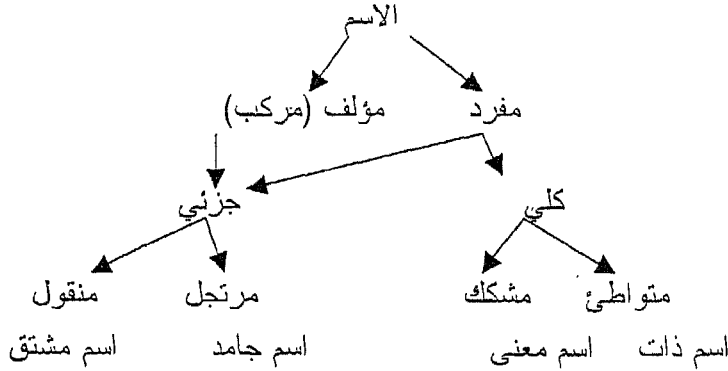 الاسم
مفرد مؤلف (مركب)
كلي جزئي
متواطئ مشكك مرتجل منقول
اسم ذات اسم معنى اسم جامد اسم مشتق